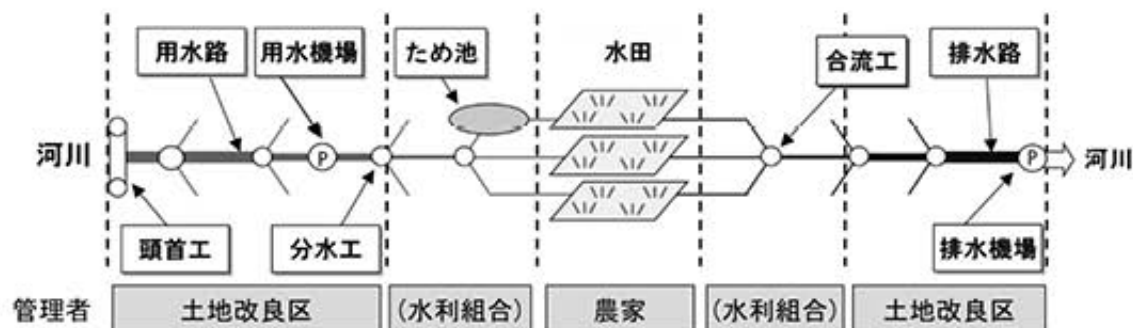 用水路 用水機場 ため池 水田 合流工 排水路
河川 P P 河川
頭首工 分水工 排水機場
管理者 土地改良区 (水利組合) 農家 (水利組合) 土地改良区